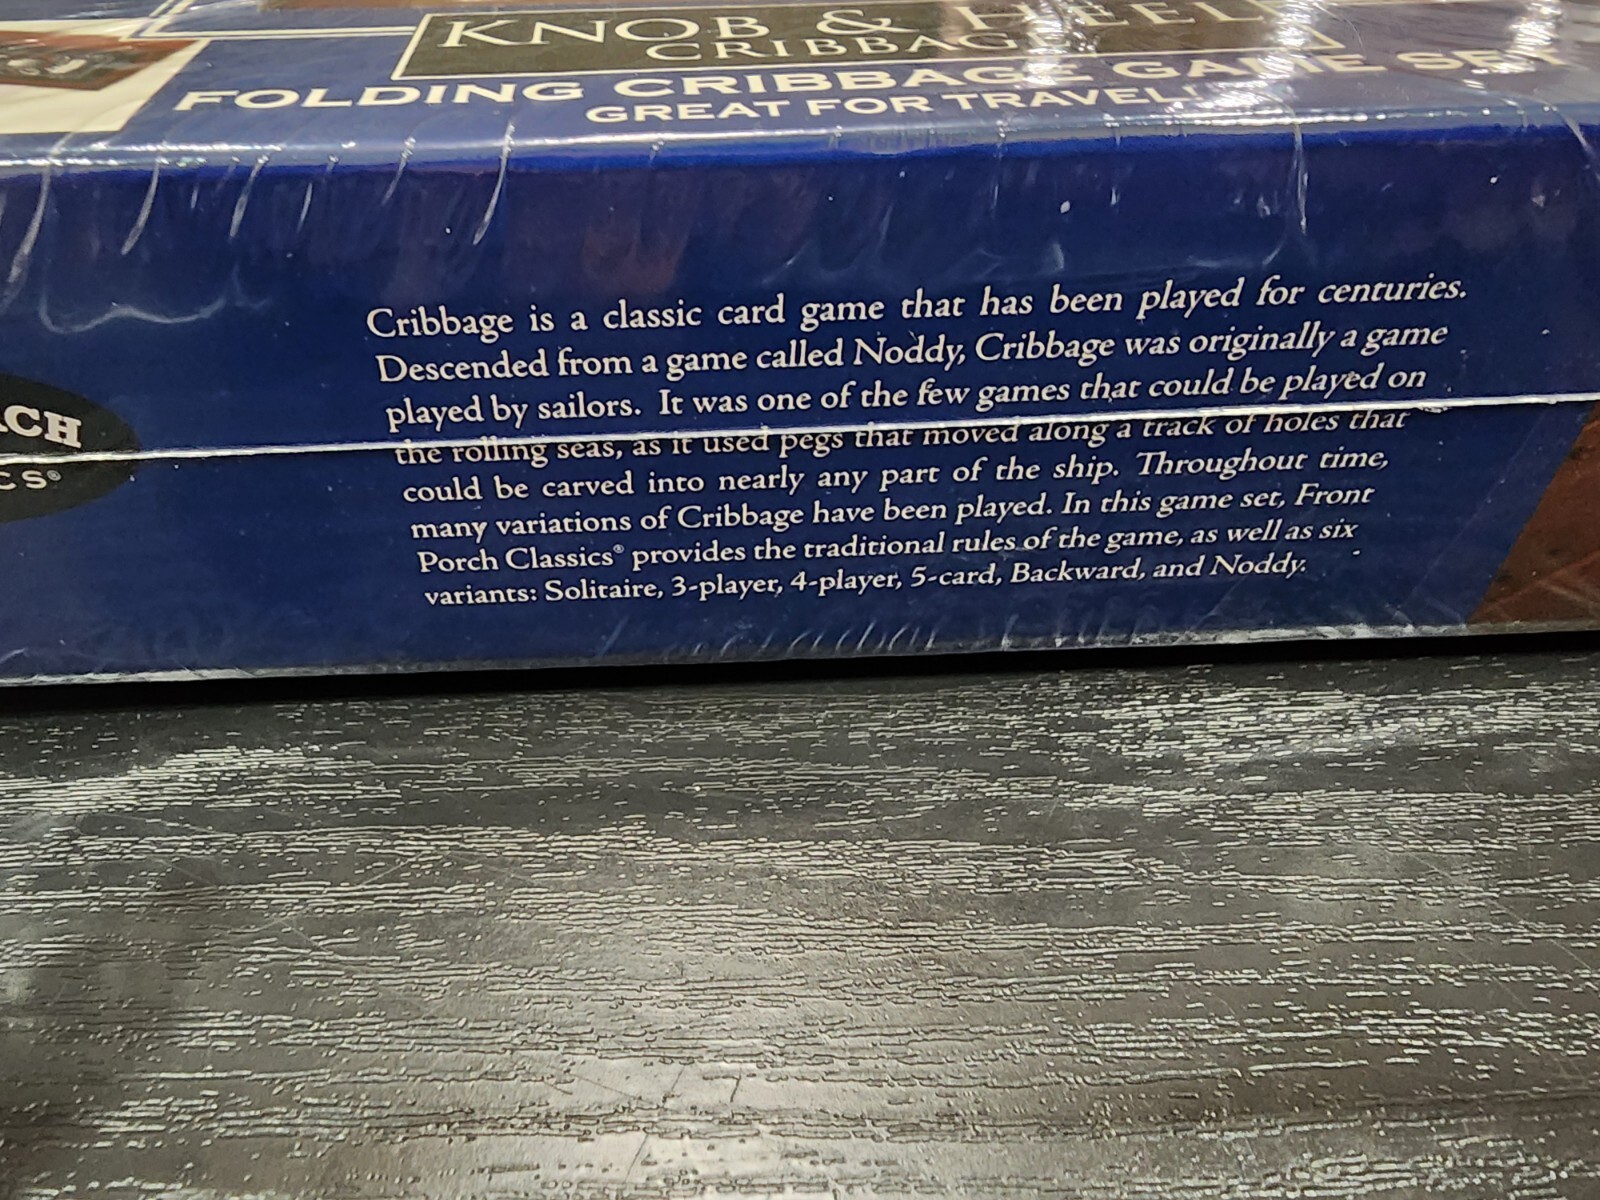 KNOB & HEEL
CRIBBAGE
FOLDING CRIBBAGE GAME SET
GREAT FOR
Cribbage is a classic card game that has been played for centuries.
Descended from a game called Noddy, Cribbage was originally a game
played by sailors. It was one of the few games that could be played on
the rolling seas, as it used pegs that moved along a track of holes that
could be carved into nearly any part of the ship. Throughout time,
many variations of Cribbage have been played. In this game set, Front
Porch Classics® provides the traditional rules of the game, as well as six
variants: Solitaire, 3-player, 4-player, 5-card, Backward, and Noddy.